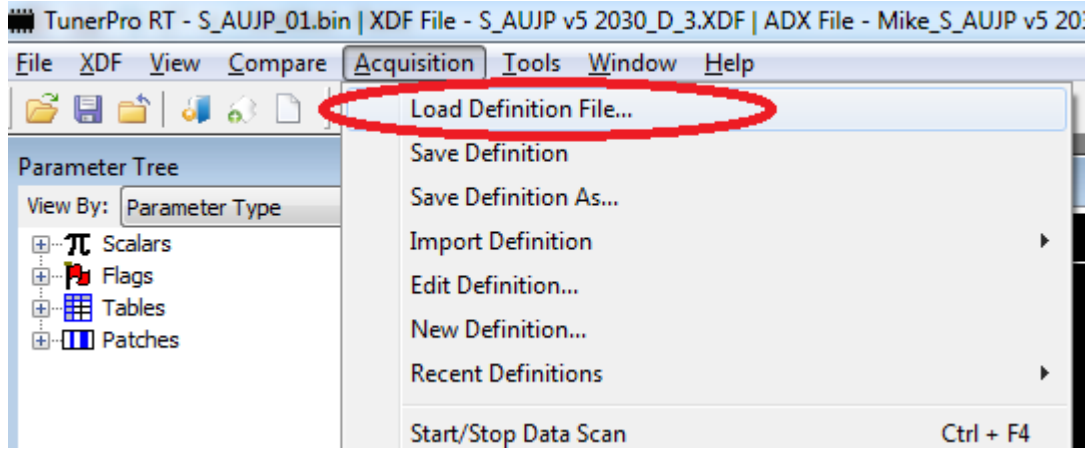 TunerPro RT - S_AUJP_01.bin | XDF File - S_AUJP v5 2030_D_3.XDF | ADX File - Mike_S_AUJP v5 20
File XDF View Compare Acquisition Tools Window Help
Load Definition File...
Save Definition
Parameter Tree
Save Definition As...
View By: Parameter Type
Scalars
Import Definition
Flags
Edit Definition...
Tables
New Definition...
Patches
Recent Definitions
Start/Stop Data Scan Ctrl + F4